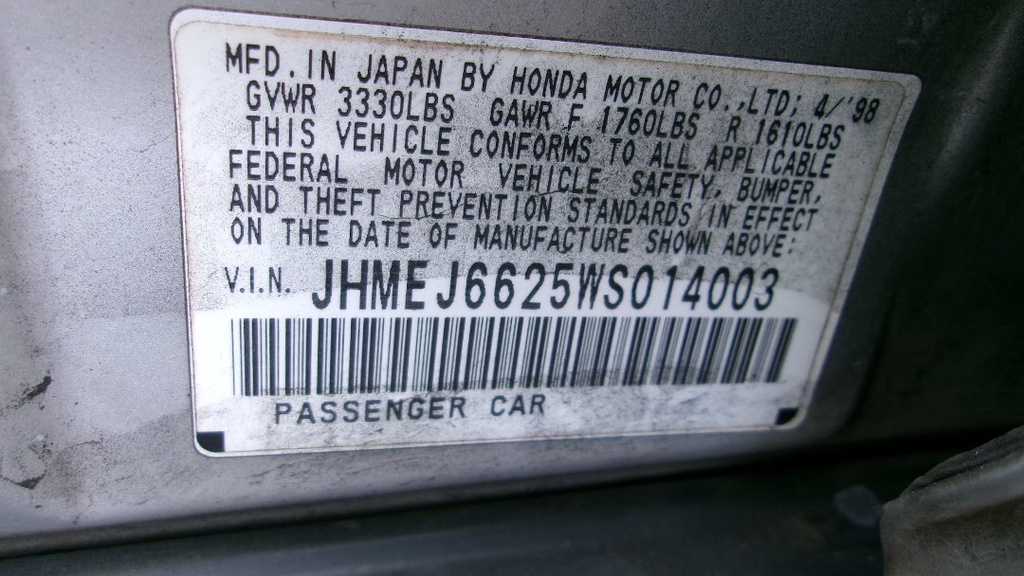 MFD. IN JAPAN BY HONDA MOTOR CO.,LTD; 4/'98
GVWR 3330LBS GAWR F 1760LBS R 1610LBS
THIS VEHICLE CONFORMS TO ALL APPLICABLE
FEDERAL MOTOR VEHICLE SAFETY, BUMPER,
AND THEFT PREVENTION STANDARDS IN EFFECT
ON THE DATE OF MANUFACTURE SHOWN ABOVE:
V.I.N. JHMEJ6625WS014003
PASSENGER CAR